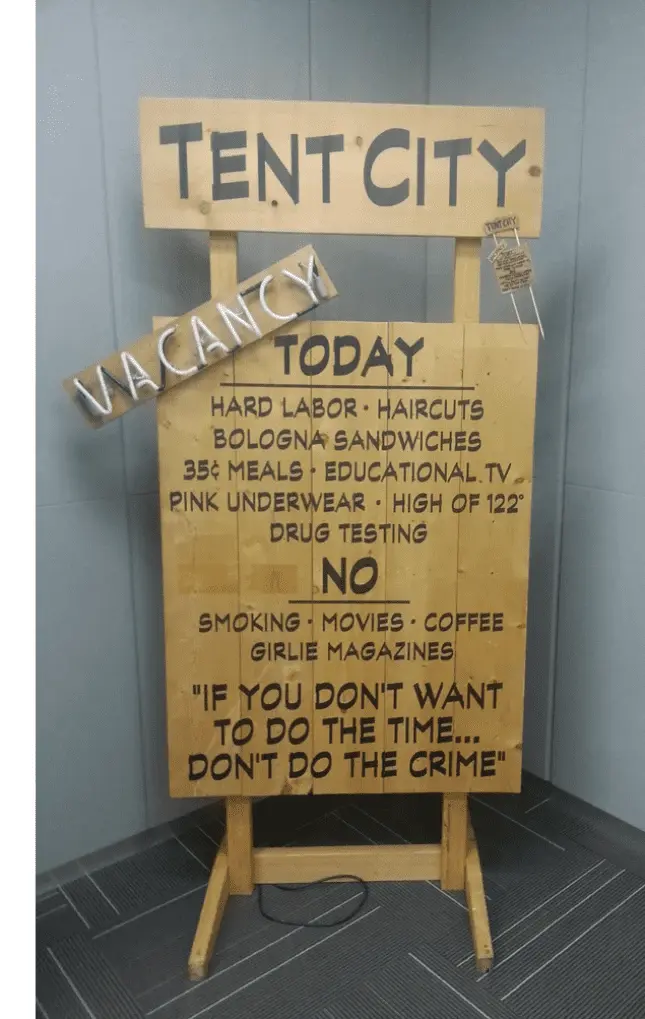 TENT CITY
TENT CITY
VACANCY
TODAY
HARD LABOR · HAIRCUTS
BOLOGNA SANDWICHES
35¢ MEALS · EDUCATIONAL TV
PINK UNDERWEAR · HIGH OF 122°
DRUG TESTING
NO
SMOKING · MOVIES · COFFEE
GIRLIE MAGAZINES
"IF YOU DON'T WANT
TO DO THE TIME...
DON'T DO THE CRIME"